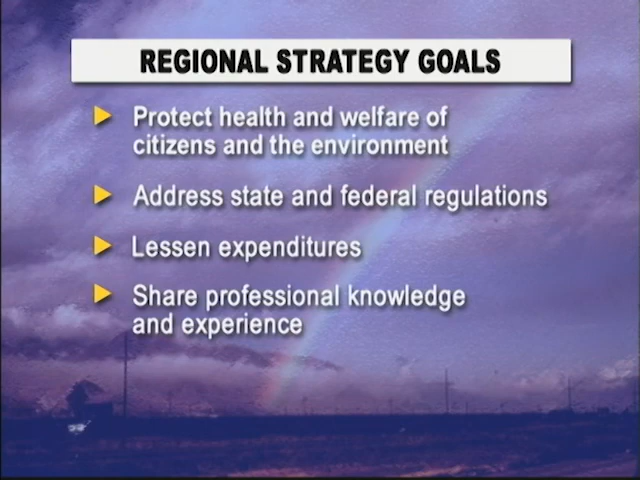 REGIONAL STRATEGY GOALS
Protect health and welfare of
citizens and the environment
Address state and federal regulations
Lessen expenditures
Share professional knowledge
and experience